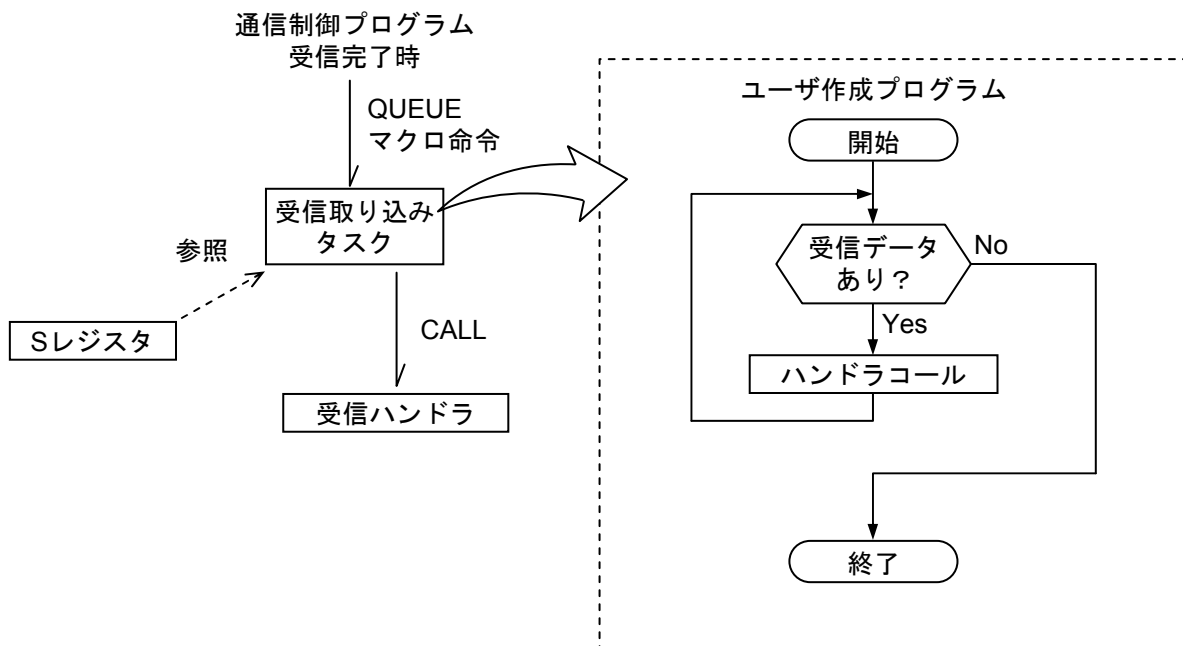 通信制御プログラム
受信完了時
QUEUE
マクロ命令
受信取り込み
タスク
参照
Sレジスタ
CALL
受信ハンドラ
ユーザ作成プログラム
開始
受信データ
あり？
No
Yes
ハンドラコール
終了